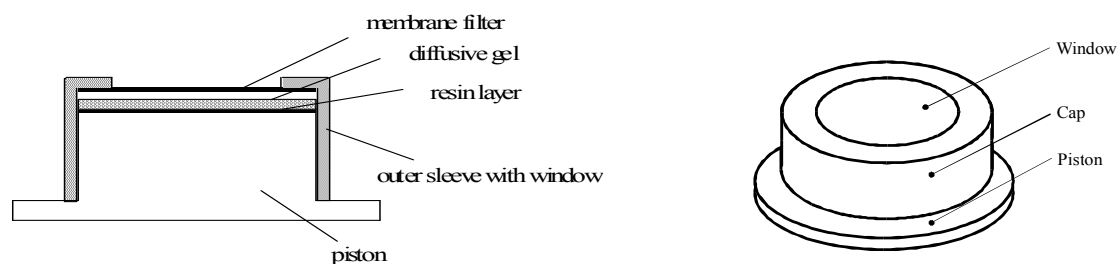 membrane filter
diffusive gel
resin layer
outer sleeve with window
piston
Window
Cap
Piston